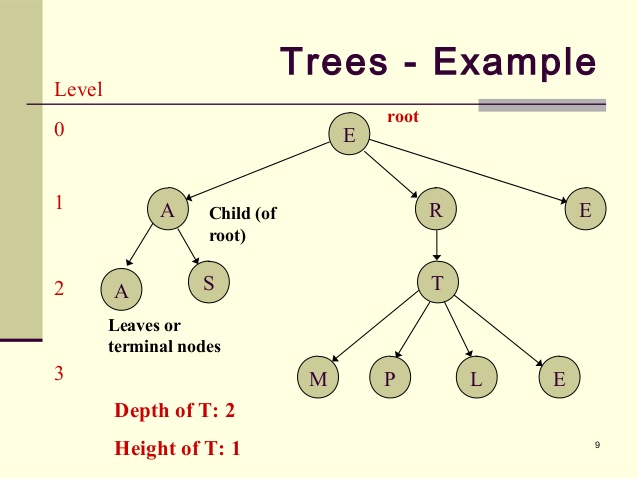 Trees - Example
Level
0
root
E
1
A
Child (of
root)
R
E
2
A
S
T
Leaves or
terminal nodes
3
M
P
L
E
Depth of T: 2
Height of T: 1
9